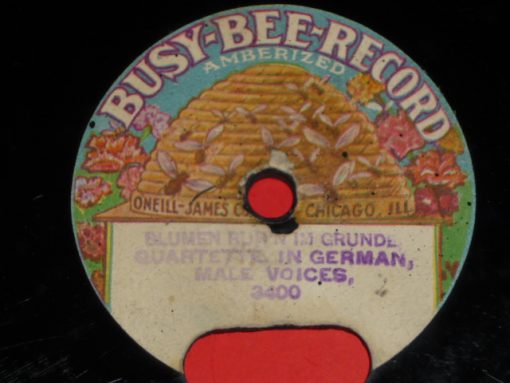 BUSY-BEE-RECORD
AMBERIZED
ONEILL-JAMES CHICAGO, ILL
BLUMEN IM GRUNDE,
QUARTETTE IN GERMAN,
MALE VOICES,
3400